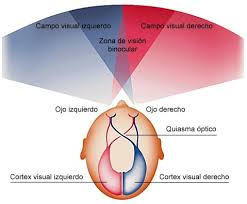 Campo visual izquierdo
Campo visual derecho
Zona de visión
binocular
Ojo izquierdo
Ojo derecho
Quiasma óptico
Cortex visual izquierdo
Cortex visual derecho